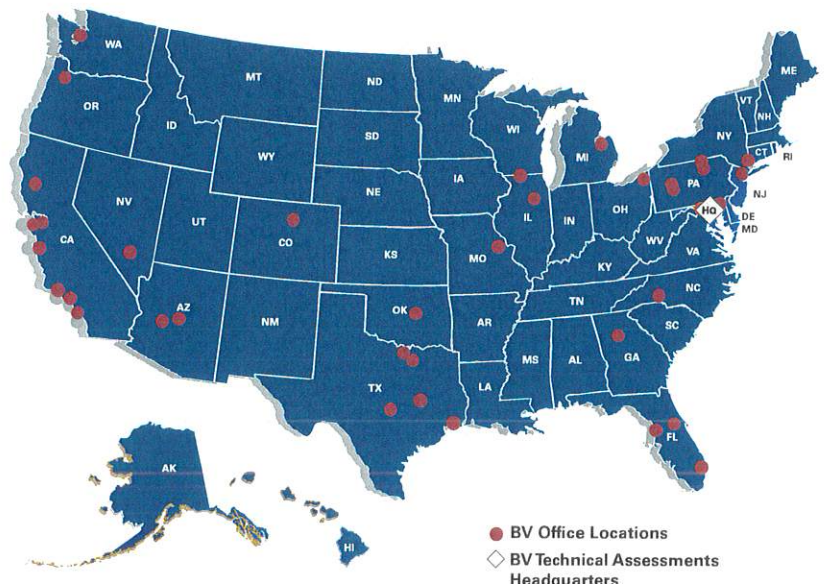 WA
MT
ND
MN
ME
OR
ID
WY
SD
WI
MI
VT
NH
NY
CT
RI
NV
UT
CO
NE
IA
IL
IN
OH
PA
NJ
HQ
DE
MD
CA
KS
MO
KY
WV
VA
AZ
NM
OK
AR
TN
NC
SC
TX
LA
MS
AL
GA
FL
AK
HI
BV Office Locations
BV Technical Assessments
Headquarters